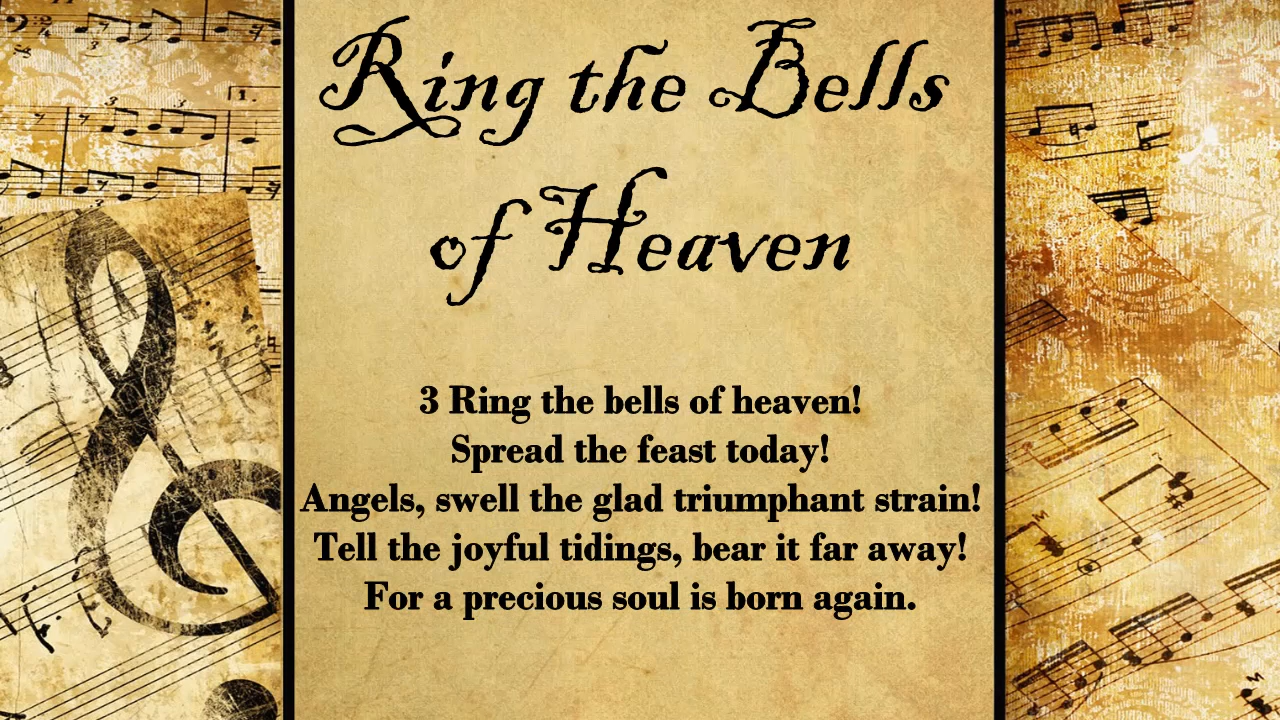 Ring the Bells
of Heaven
3 Ring the bells of heaven!
Spread the feast today!
Angels, swell the glad triumphant strain!
Tell the joyful tidings, bear it far away!
For a precious soul is born again.